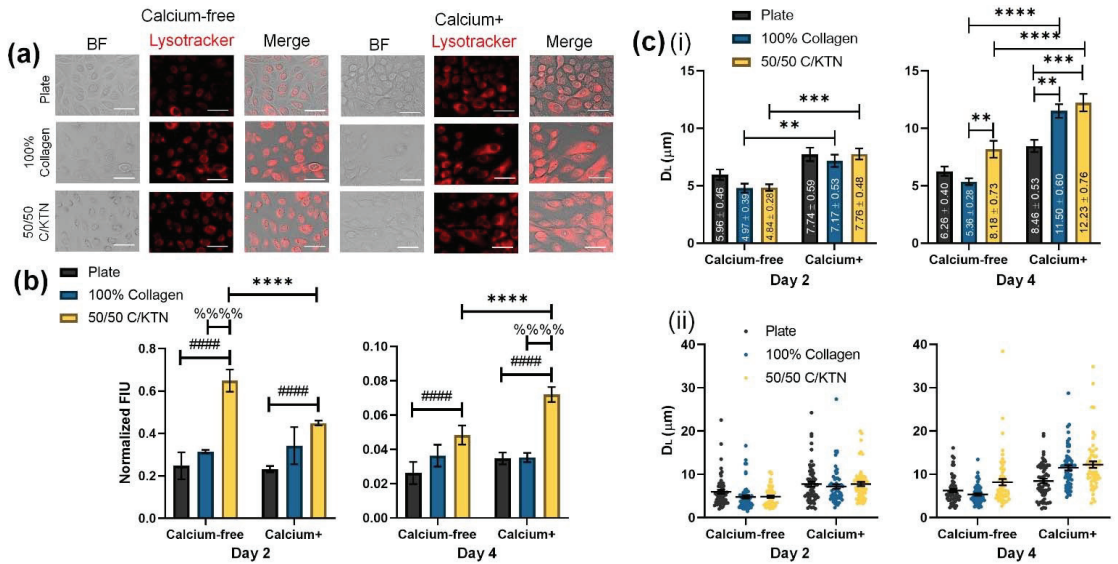 (a)
Calcium-free
Calcium+
BF
Lysotracker
Merge
BF
Lysotracker
Merge
Plate
100%
Collagen
50/50
C/KTN
(b)
Plate
100% Collagen
50/50 C/KTN
****
%%%%
####
####
****
%%%%
####
####
Normalized FIU
0.8
0.6
0.4
0.2
0.0
Calcium-free
Calcium+
Day 2
0.10
0.08
0.06
0.04
0.02
0.00
Calcium-free
Calcium+
Day 4
(c)
(i)
Plate
100% Collagen
50/50 C/KTN
DL (µm)
15
10
5
0
***
**
5.96 ± 0.46
4.97 ± 0.39
4.84 ± 0.28
7.74 ± 0.59
7.17 ± 0.53
7.76 ± 0.48
Calcium-free
Calcium+
Day 2
****
****
***
**
**
15
10
5
0
6.26 ± 0.40
5.36 ± 0.28
8.18 ± 0.73
8.46 ± 0.53
11.50 ± 0.60
12.23 ± 0.76
Calcium-free
Calcium+
Day 4
(ii)
Plate
100% Collagen
50/50 C/KTN
DL (µm)
40
30
20
10
0
Calcium-free
Calcium+
Day 2
40
30
20
10
0
Calcium-free
Calcium+
Day 4